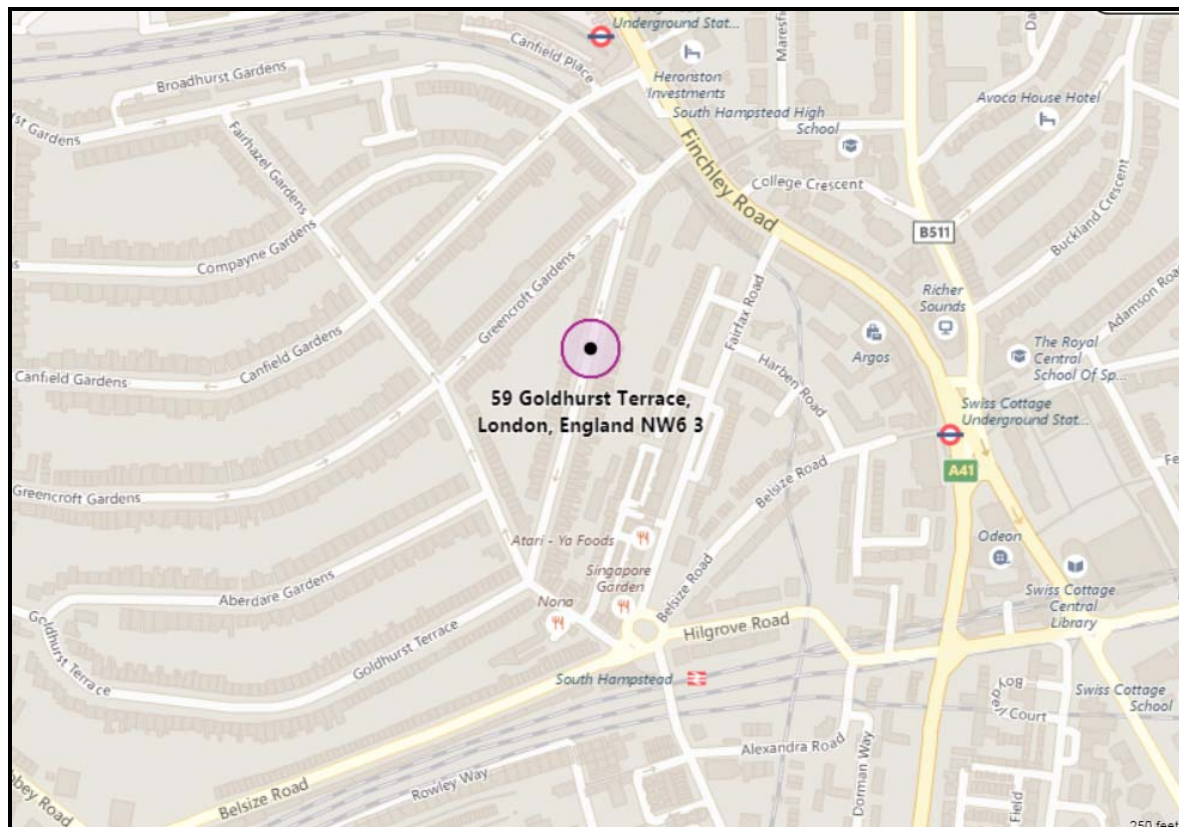 Underground Stat...
Canfield Place
Maresfi
Broadhurst Gardens
Heronston
Investments
Avoca House Hotel
South Hampstead High
School
st Gardens
Fairhazel Gardens
Finchley Road
College Crescent
Buckland Crescent
B511
Compayne Gardens
Greencroft Gardens
Fairfax Road
Richer
Sounds
Adamson Road
Argos
The Royal
Central
School Of Sp...
Harben Road
Canfield Gardens
Canfield Gardens
59 Goldhurst Terrace,
London, England NW6 3
Swiss Cottage
Underground Stat...
Belsize Road
A41
Greencroft Gardens
Atari - Ya Foods
Odeon
Singapore
Garden
Aberdare Gardens
Nona
Belsize Road
Swiss Cottage
Central
Library
Hilgrove Road
Goldhurst Terrace
Goldhurst Terrace
South Hampstead
Swiss Cottage
School
Court
Alexandra Road
Rowley Way
Dorman Way
Belsize Road
bey Road
Field
250 feet